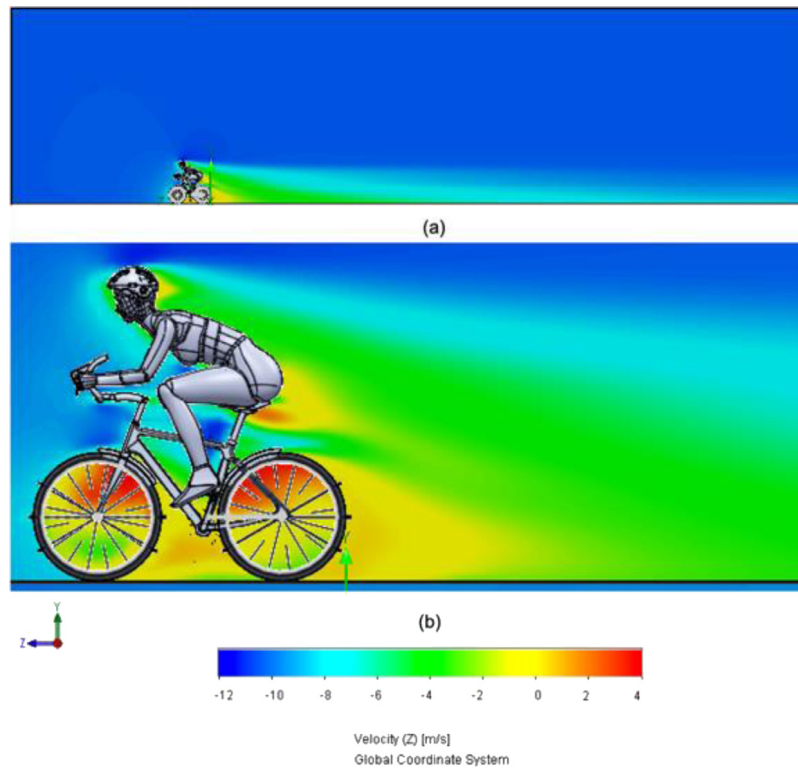 (a)
(b)
Y
Z
-12 -10 -8 -6 -4 -2 0 2 4
Velocity (Z) [m/s]
Global Coordinate System